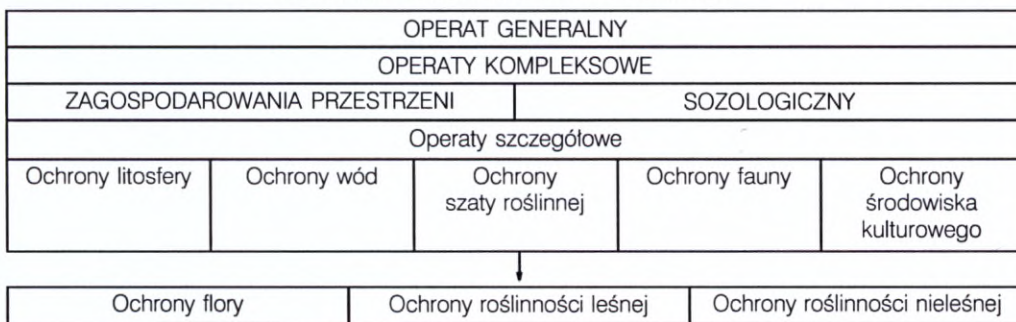 OPERAT GENERALNY
OPERATY KOMPLEKSOWE
ZAGOSPODAROWANIA PRZESTRZENI
SOZOLOGICZNY
Operaty szczegółowe
Ochrony litosfery
Ochrony wód
Ochrony
szaty roślinnej
Ochrony fauny
Ochrony
środowiska
kulturowego
Ochrony flory
Ochrony roślinności leśnej
Ochrony roślinności nieleśnej